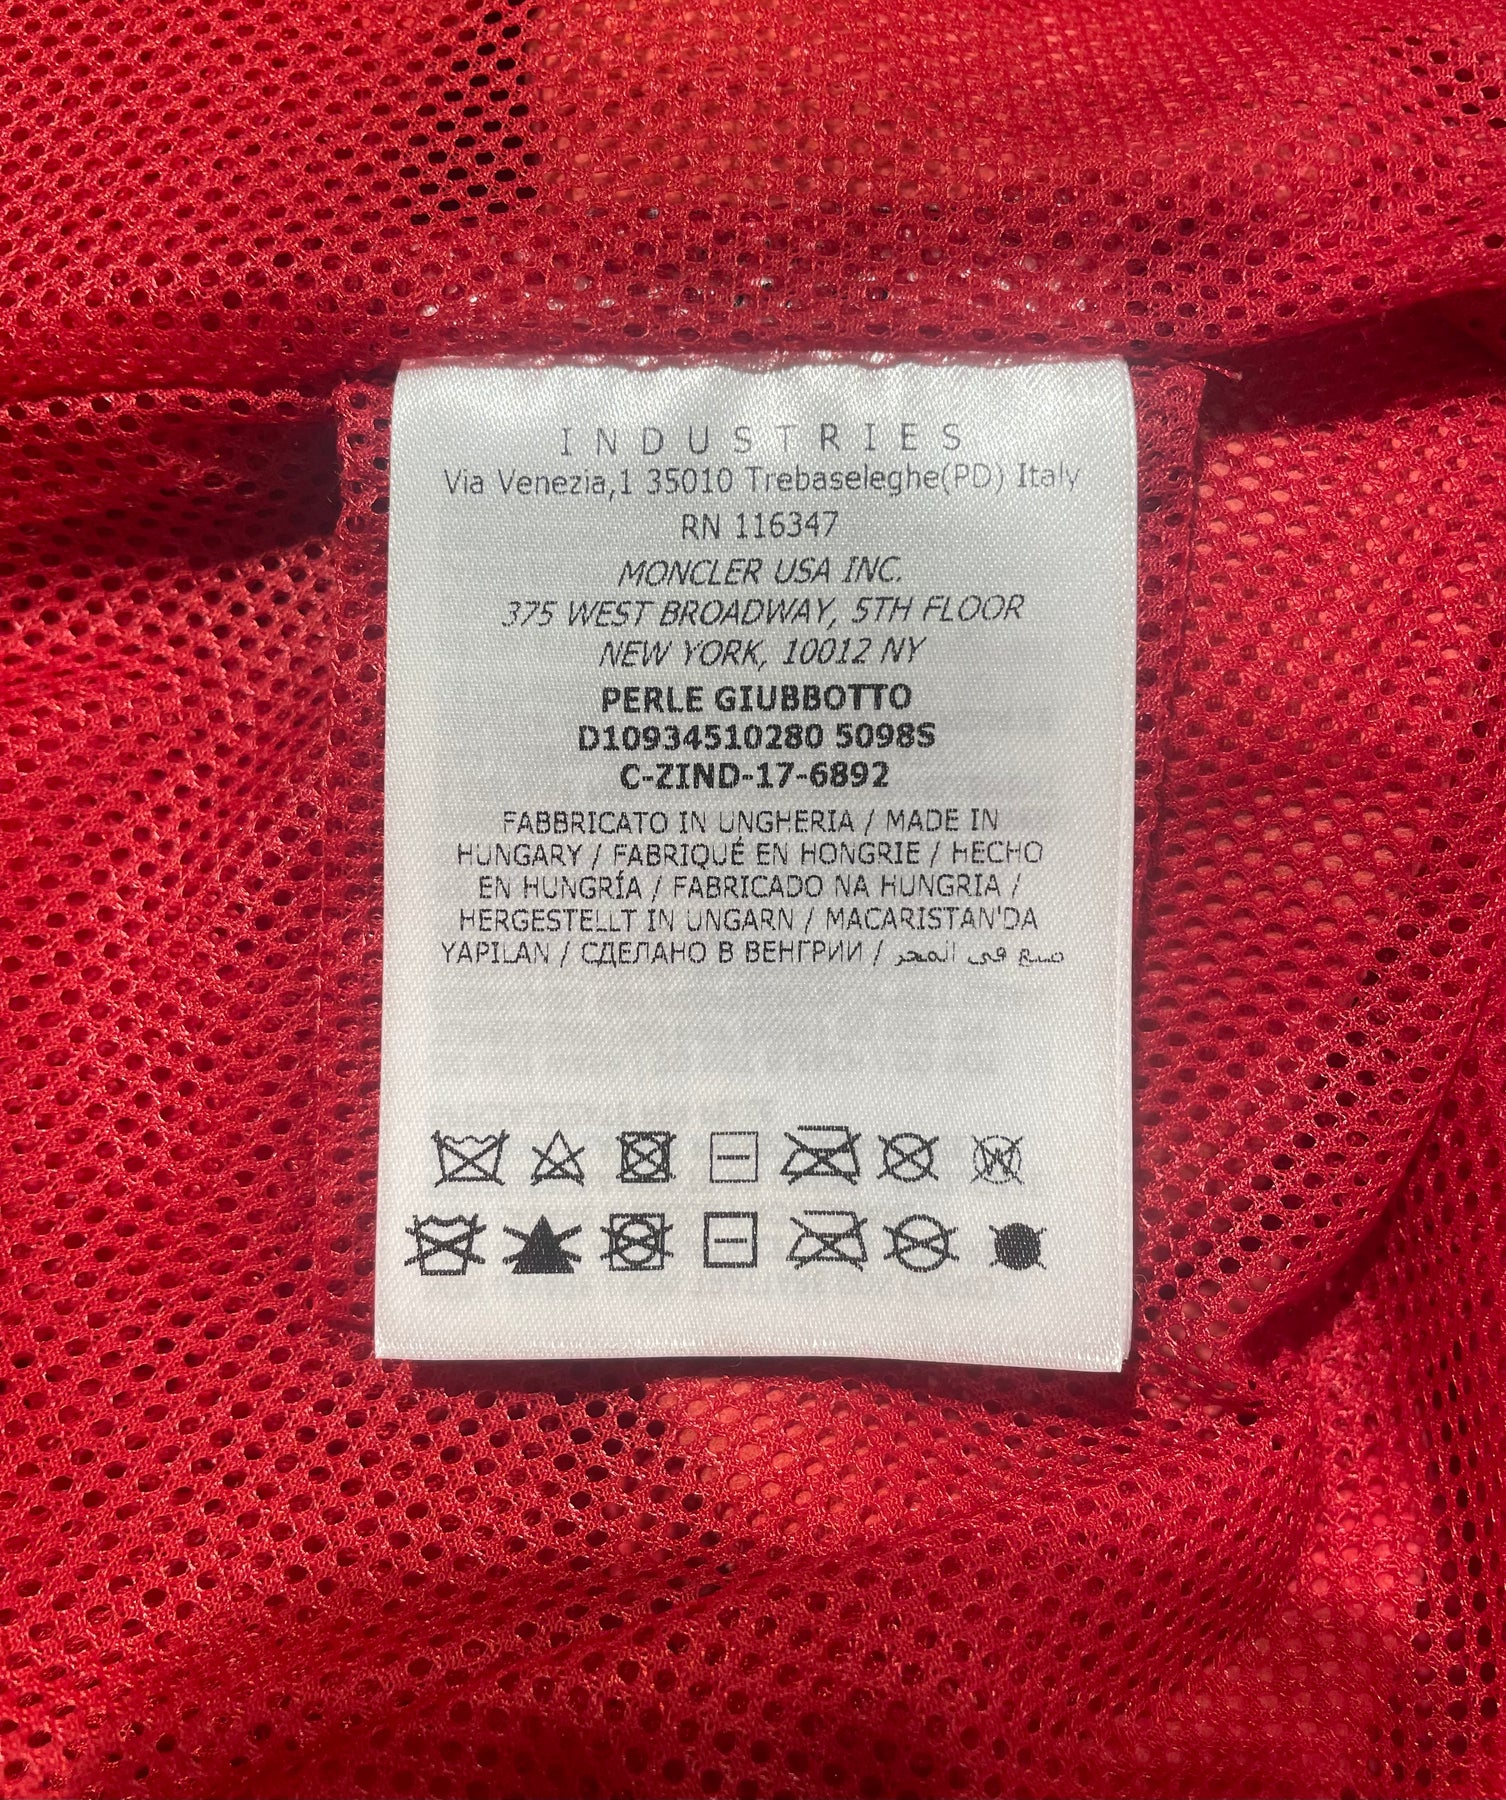 INDUSTRIES
Via Venezia,1 35010 Trebaseleghe(PD) Italy
RN 116347
MONCLER USA INC.
375 WEST BROADWAY, 5TH FLOOR
NEW YORK, 10012 NY
PERLE GIUBBOTTO
D10934510280 5098S
C-ZIND-17-6892
FABBRICATO IN UNGHERIA / MADE IN
HUNGARY / FABRIQUÉ EN HONGRIE / HECHO
EN HUNGRÍA / FABRICADO NA HUNGRIA /
HERGESTELLT IN UNGARN / MACARISTAN'DA
YAPILAN / СДЕЛАНО В ВЕНГРИИ / صنع في المجر
W